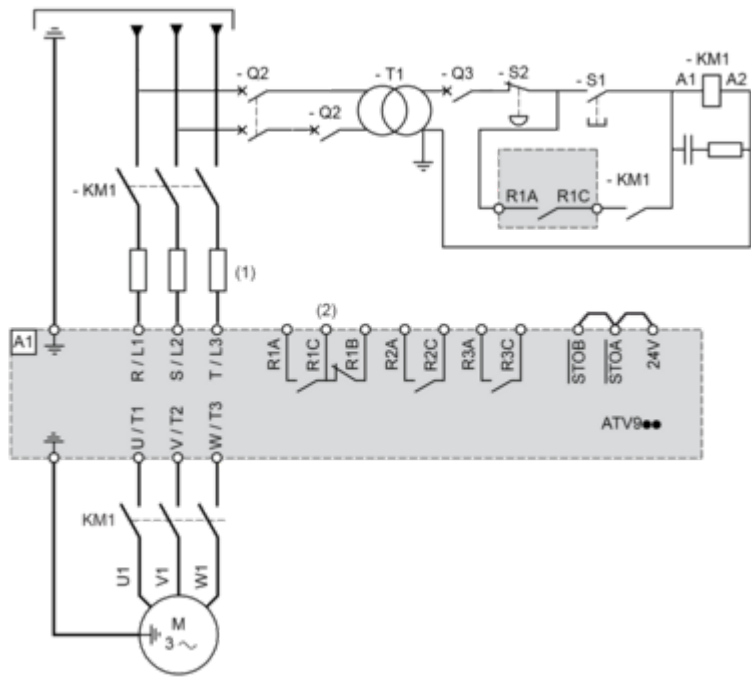 - Q2
- T1
- Q3
- S2
- S1
- KM1
A1
A2
- Q2
- KM1
R1A
R1C
- KM1
(1)
(2)
A1
R / L1
S / L2
T / L3
R1A
R1C
R1B
R2A
R2C
R3A
R3C
STOB
STOA
24V
U / T1
V / T2
W / T3
ATV9●●
KM1
U1
V1
W1
M
3 ~